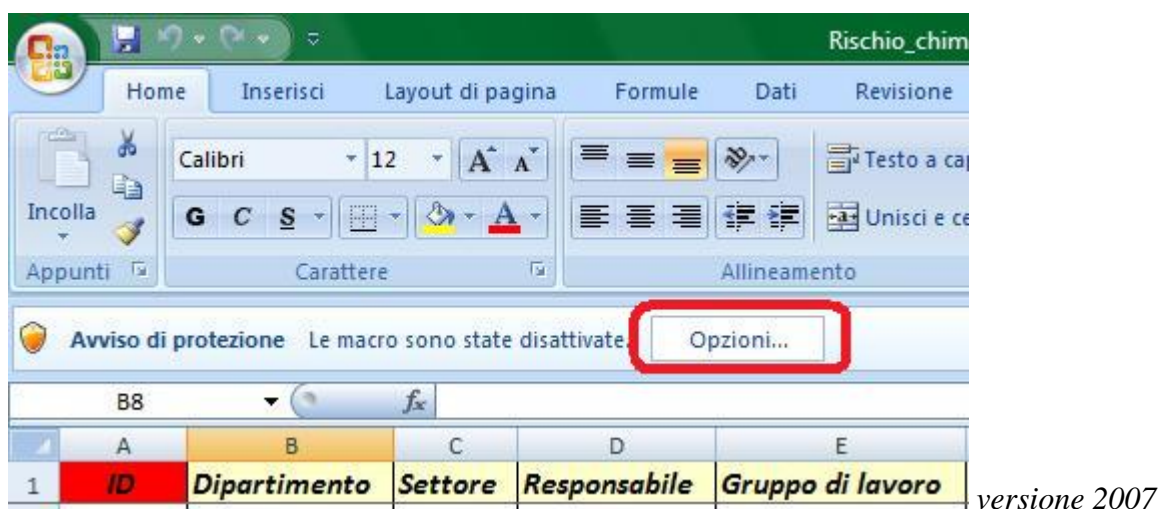 Rischio_chim
Home Inserisci Layout di pagina Formule Dati Revisione
Calibri 12 A A Testo a ca
Incolla G C S A Unisci e ce
Appunti Carattere Allineamento
Avviso di protezione Le macro sono state disattivate. Opzioni...
B8 fx
A B C D E
1 ID Dipartimento Settore Responsabile Gruppo di lavoro versione 2007